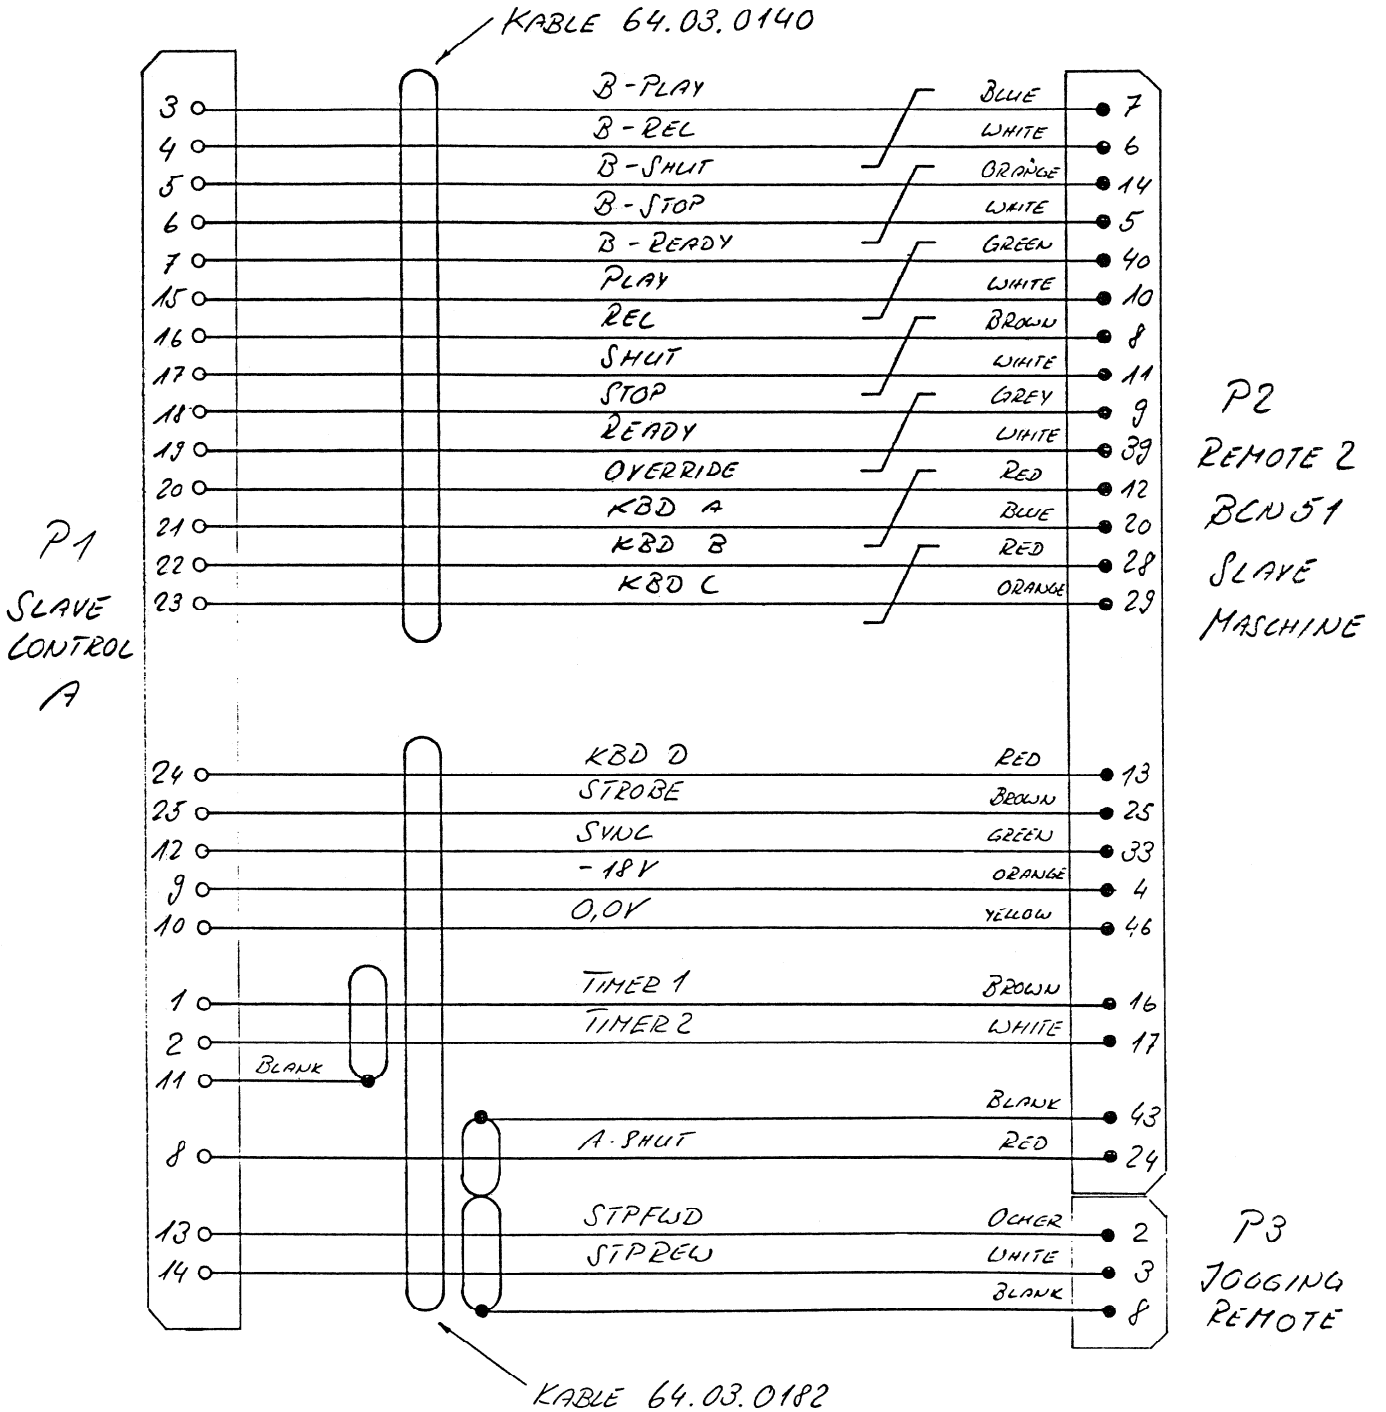 KABLE 64.03.0140
3 B-PLAY BLUE 7
4 B-REL WHITE 6
5 B-SHUT ORANGE 14
6 B-STOP WHITE 5
7 B-READY GREEN 40
15 PLAY WHITE 10
16 REL BROWN 8
17 SHUT WHITE 11
18 STOP GREY 9
19 READY WHITE 39
20 OVERRIDE RED 12
21 KBD A BLUE 20
22 KBD B RED 28
23 KBD C ORANGE 29
P1
SLAVE
CONTROL
A
P2
REMOTE 2
BCN51
SLAVE
MASCHINE
24 KBD D RED 13
25 STROBE BROWN 25
12 SYNC GREEN 33
9 -18V ORANGE 4
10 0,0V YELLOW 46
1 TIMER 1 BROWN 16
2 TIMER 2 WHITE 17
11 BLANK
BLANK 43
8 A-SHUT RED 24
13 STPFWD OCHER 2
14 STPREW WHITE 3
BLANK 8
P3
JOGGING
REMOTE
KABLE 64.03.0182